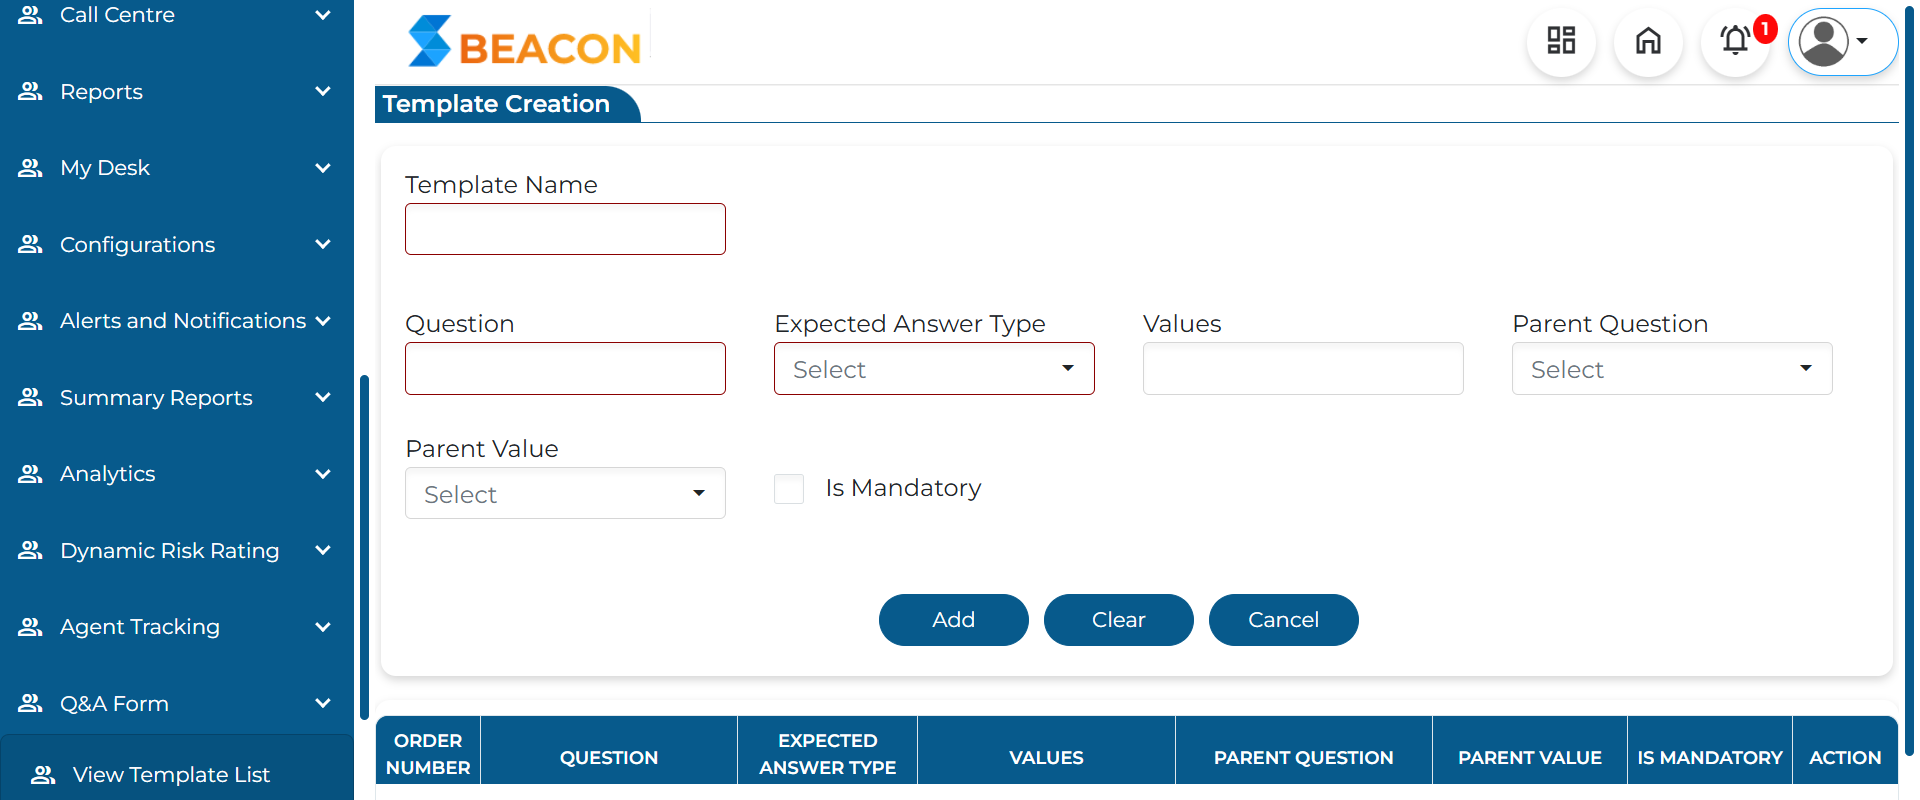 Call Centre
Reports
My Desk
Configurations
Alerts and Notifications
Summary Reports
Analytics
Dynamic Risk Rating
Agent Tracking
Q&A Form
View Template List
BEACON
1
Template Creation
Template Name
Question
Expected Answer Type
Values
Parent Question
Select
Select
Parent Value
Select
Is Mandatory
Add
Clear
Cancel
ORDER NUMBER
QUESTION
EXPECTED ANSWER TYPE
VALUES
PARENT QUESTION
PARENT VALUE
IS MANDATORY
ACTION